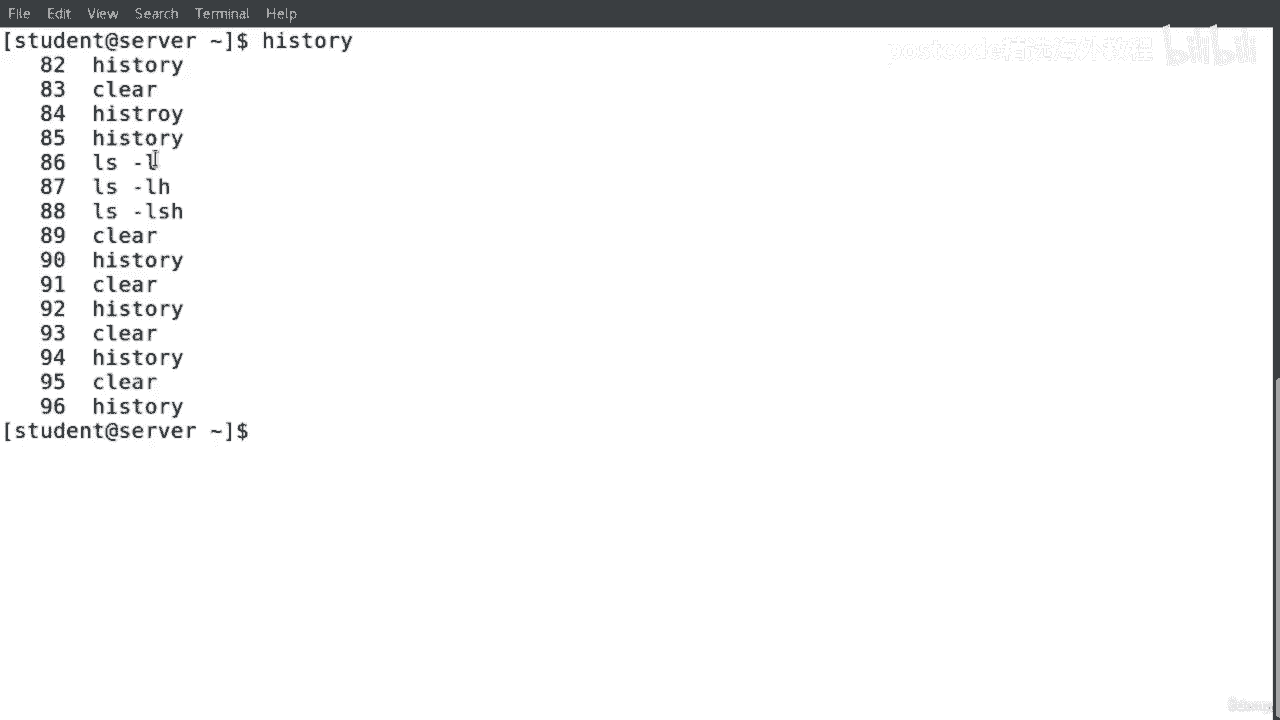 File Edit View Search Terminal Help
[student@server ~]$ history
82 history
83 clear
84 histroy
85 history
86 ls -l
87 ls -lh
88 ls -lsh
89 clear
90 history
91 clear
92 history
93 clear
94 history
95 clear
96 history
[student@server ~]$
postcode精选海外教程 bilibili